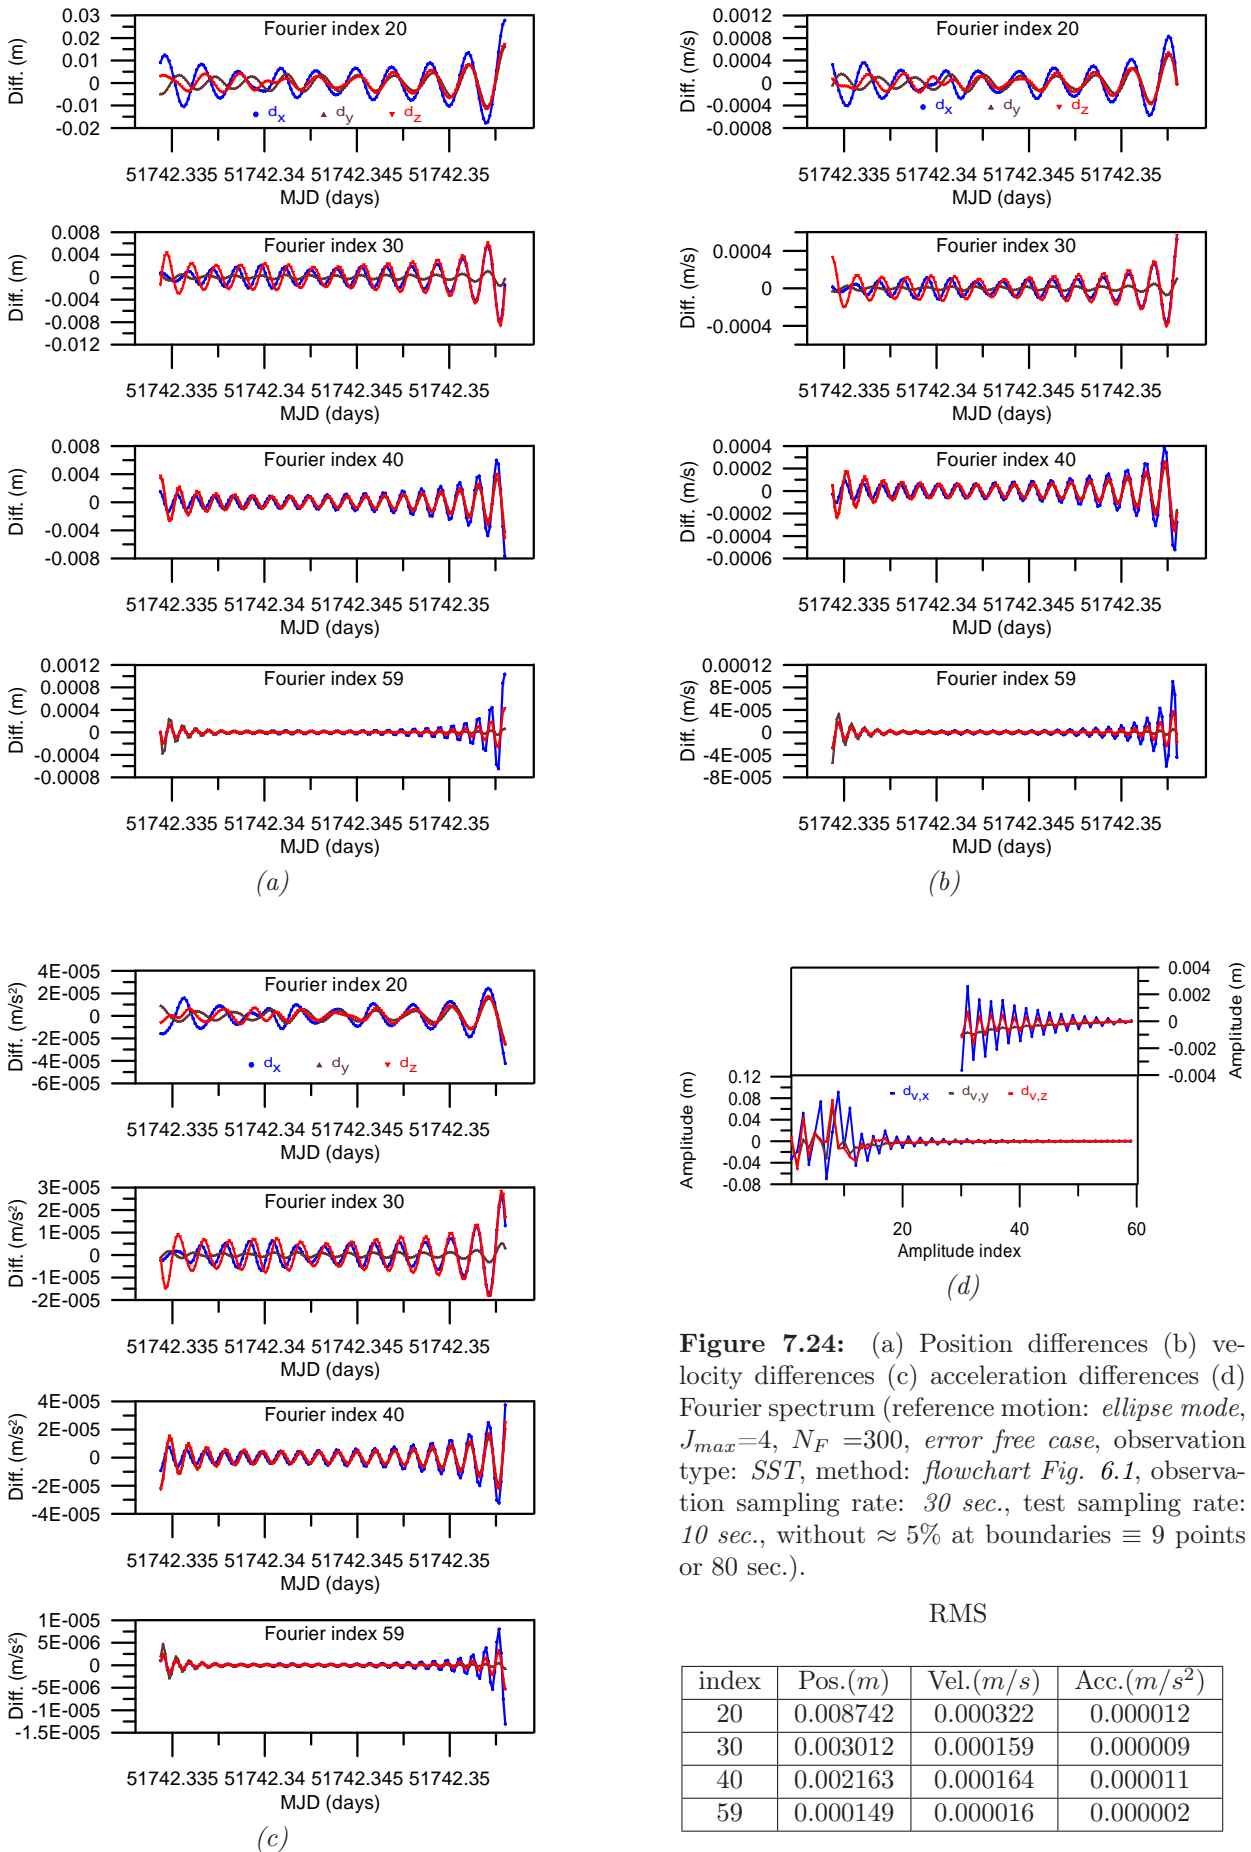 Fourier index 20
Diff. (m)
0.03
0.02
0.01
0
-0.01
-0.02
dx dy dz
51742.335 51742.34 51742.345 51742.35
MJD (days)
Fourier index 30
Diff. (m)
0.008
0.004
0
-0.004
-0.008
-0.012
51742.335 51742.34 51742.345 51742.35
MJD (days)
Fourier index 40
Diff. (m)
0.008
0.004
0
-0.004
-0.008
51742.335 51742.34 51742.345 51742.35
MJD (days)
Fourier index 59
Diff. (m)
0.0012
0.0008
0.0004
0
-0.0004
-0.0008
51742.335 51742.34 51742.345 51742.35
MJD (days)
(a)
Fourier index 20
Diff. (m/s)
0.0012
0.0008
0.0004
0
-0.0004
-0.0008
dx dy dz
51742.335 51742.34 51742.345 51742.35
MJD (days)
Fourier index 30
Diff. (m/s)
0.0004
0
-0.0004
51742.335 51742.34 51742.345 51742.35
MJD (days)
Fourier index 40
Diff. (m/s)
0.0004
0.0002
0
-0.0002
-0.0004
-0.0006
51742.335 51742.34 51742.345 51742.35
MJD (days)
Fourier index 59
Diff. (m/s)
0.00012
8E-005
4E-005
0
-4E-005
-8E-005
51742.335 51742.34 51742.345 51742.35
MJD (days)
(b)
Fourier index 20
Diff. (m/s²)
4E-005
2E-005
0
-2E-005
-4E-005
-6E-005
dx dy dz
51742.335 51742.34 51742.345 51742.35
MJD (days)
Fourier index 30
Diff. (m/s²)
3E-005
2E-005
1E-005
0
-1E-005
-2E-005
51742.335 51742.34 51742.345 51742.35
MJD (days)
Fourier index 40
Diff. (m/s²)
4E-005
2E-005
0
-2E-005
-4E-005
51742.335 51742.34 51742.345 51742.35
MJD (days)
Fourier index 59
Diff. (m/s²)
1E-005
5E-006
0
-5E-006
-1E-005
-1.5E-005
51742.335 51742.34 51742.345 51742.35
MJD (days)
(c)
0.004
0.002
0
-0.002
-0.004
Amplitude (m)
Amplitude (m)
0.12
0.08
0.04
0
-0.04
-0.08
dv,x dv,y dv,z
20 40 60
Amplitude index
(d)
Figure 7.24: (a) Position differences (b) ve-
locity differences (c) acceleration differences (d)
Fourier spectrum (reference motion: ellipse mode,
Jmax=4, NF =300, error free case, observation
type: SST, method: flowchart Fig. 6.1, observa-
tion sampling rate: 30 sec., test sampling rate:
10 sec., without ≈ 5% at boundaries ≡ 9 points
or 80 sec.).
RMS
index Pos.(m) Vel.(m/s) Acc.(m/s²)
20 0.008742 0.000322 0.000012
30 0.003012 0.000159 0.000009
40 0.002163 0.000164 0.000011
59 0.000149 0.000016 0.000002